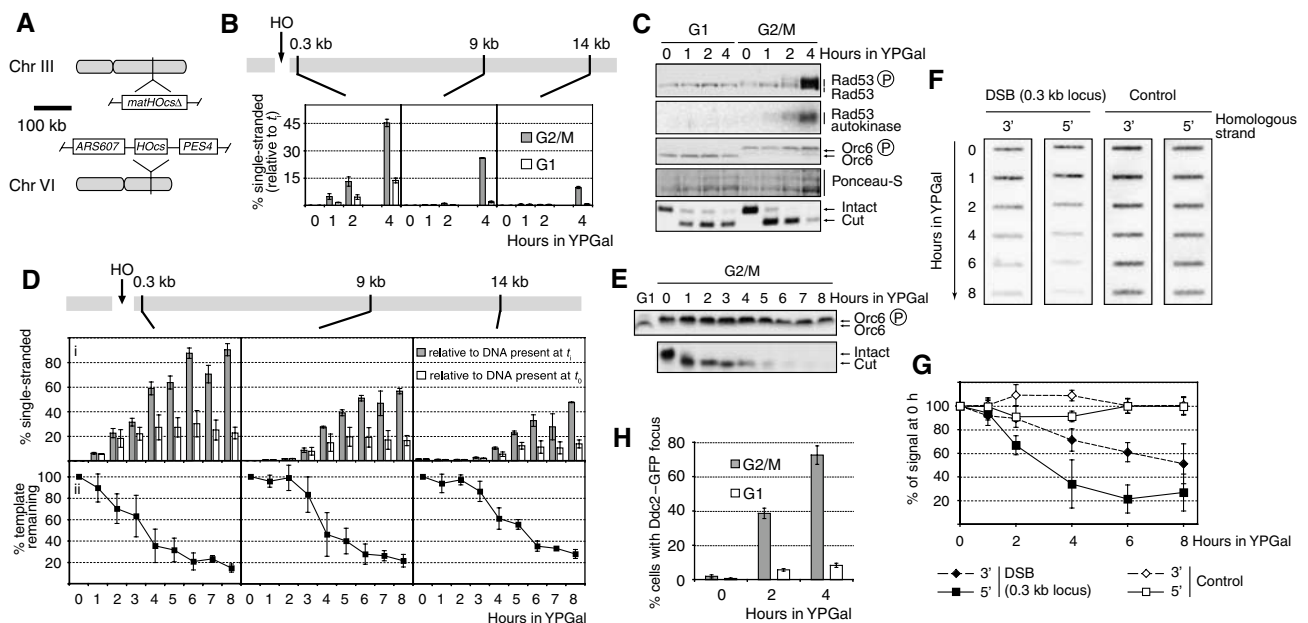 A
Chr III
matHOcsΔ
100 kb
ARS607 HOcs PES4
Chr VI
B
HO
0.3 kb 9 kb 14 kb
% single-stranded
(relative to ti)
45
30
15
G2/M
G1
0 1 2 4 0 1 2 4 0 1 2 4
Hours in YPGal
C
G1 G2/M
0 1 2 4 0 1 2 4 Hours in YPGal
Rad53 Ⓟ
Rad53
Rad53
autokinase
Orc6 Ⓟ
Orc6
Ponceau-S
Intact
Cut
D
HO
0.3 kb 9 kb 14 kb
i
% single-stranded
80
60
40
20
relative to DNA present at ti
relative to DNA present at t0
ii
% template
remaining
100
80
60
40
20
0 1 2 3 4 5 6 7 8 0 1 2 3 4 5 6 7 8 0 1 2 3 4 5 6 7 8
Hours in YPGal
E
G2/M
G1 0 1 2 3 4 5 6 7 8 Hours in YPGal
Orc6 Ⓟ
Orc6
Intact
Cut
F
DSB (0.3 kb locus) Control
3' 5' 3' 5' Homologous
strand
Hours in YPGal
0
1
2
4
6
8
G
% of signal at 0 h
100
80
60
40
20
0 2 4 6 8 Hours in YPGal
3' DSB
5' (0.3 kb locus)
3' Control
5'
H
% cells with Ddc2–GFP focus
80
60
40
20
0
G2/M
G1
0 2 4
Hours in YPGal